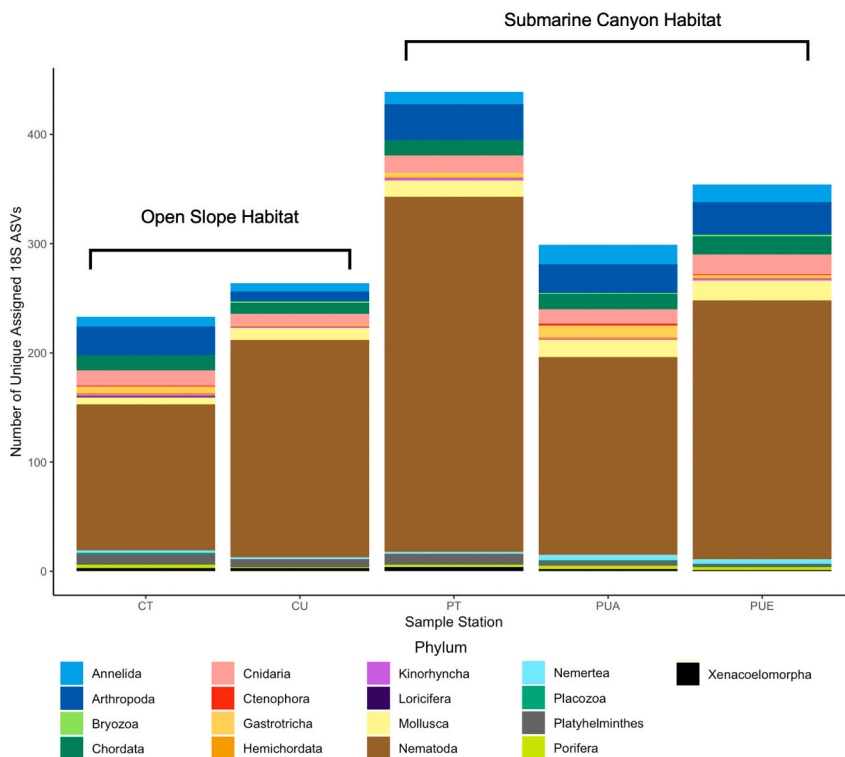 Submarine Canyon Habitat
Open Slope Habitat
Number of Unique Assigned 18S ASVs
400
300
200
100
0
CT CU PT PUA PUE
Sample Station
Phylum
Annelida Cnidaria Kinorhyncha Nemertea Xenacoelomorpha
Arthropoda Ctenophora Loricifera Placozoa
Bryozoa Gastrotricha Mollusca Platyhelminthes
Chordata Hemichordata Nematoda Porifera